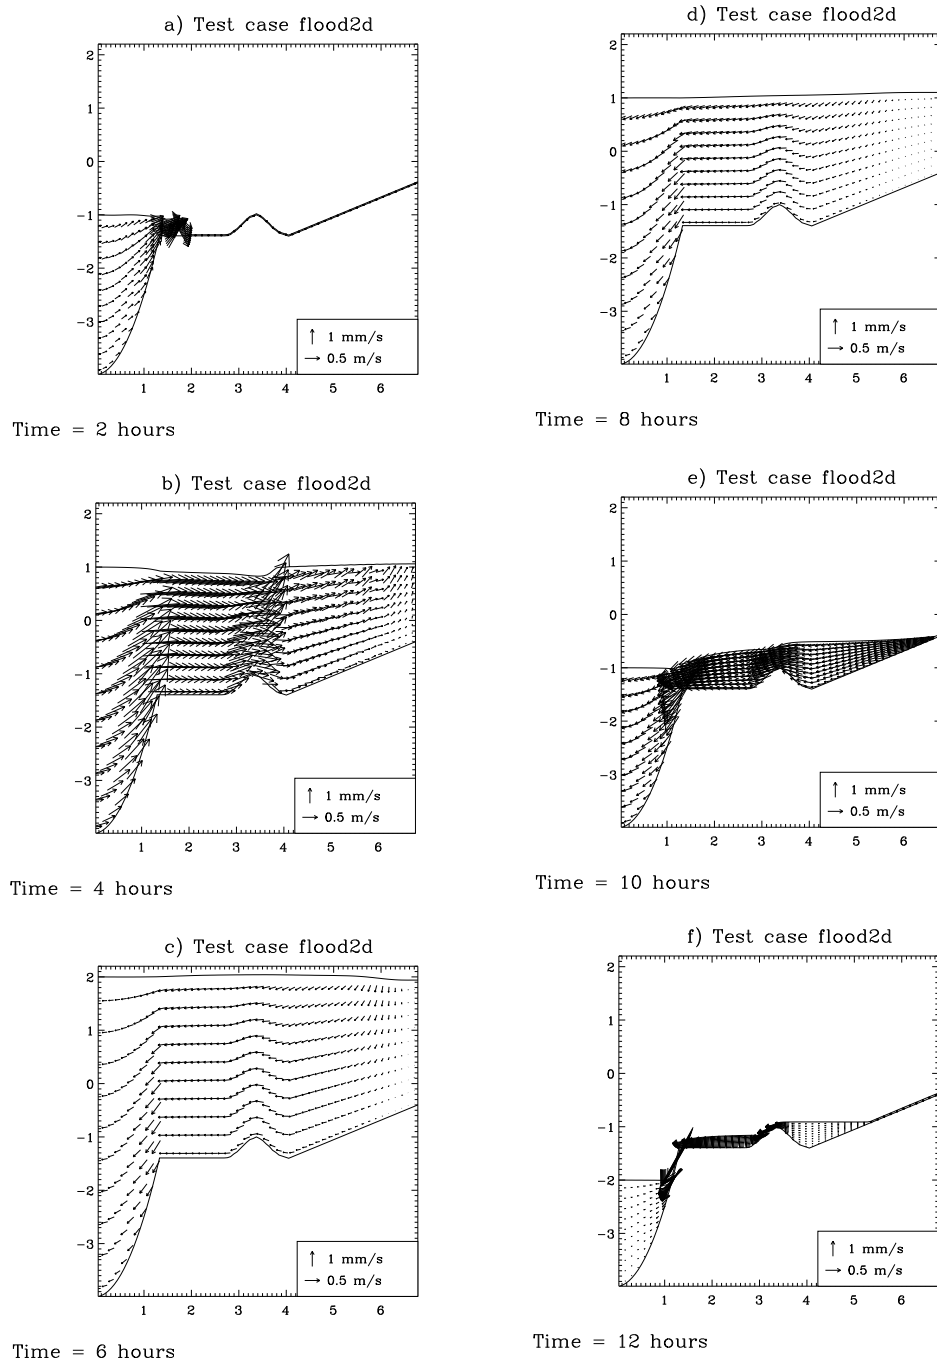 a) Test case flood2d
2
1
0
−1
−2
−3
1 mm/s
0.5 m/s
1 2 3 4 5 6
Time = 2 hours
b) Test case flood2d
2
1
0
−1
−2
−3
1 mm/s
0.5 m/s
1 2 3 4 5 6
Time = 4 hours
c) Test case flood2d
2
1
0
−1
−2
−3
1 mm/s
0.5 m/s
1 2 3 4 5 6
Time = 6 hours
d) Test case flood2d
2
1
0
−1
−2
−3
1 mm/s
0.5 m/s
1 2 3 4 5 6
Time = 8 hours
e) Test case flood2d
2
1
0
−1
−2
−3
1 mm/s
0.5 m/s
1 2 3 4 5 6
Time = 10 hours
f) Test case flood2d
2
1
0
−1
−2
−3
1 mm/s
0.5 m/s
1 2 3 4 5 6
Time = 12 hours